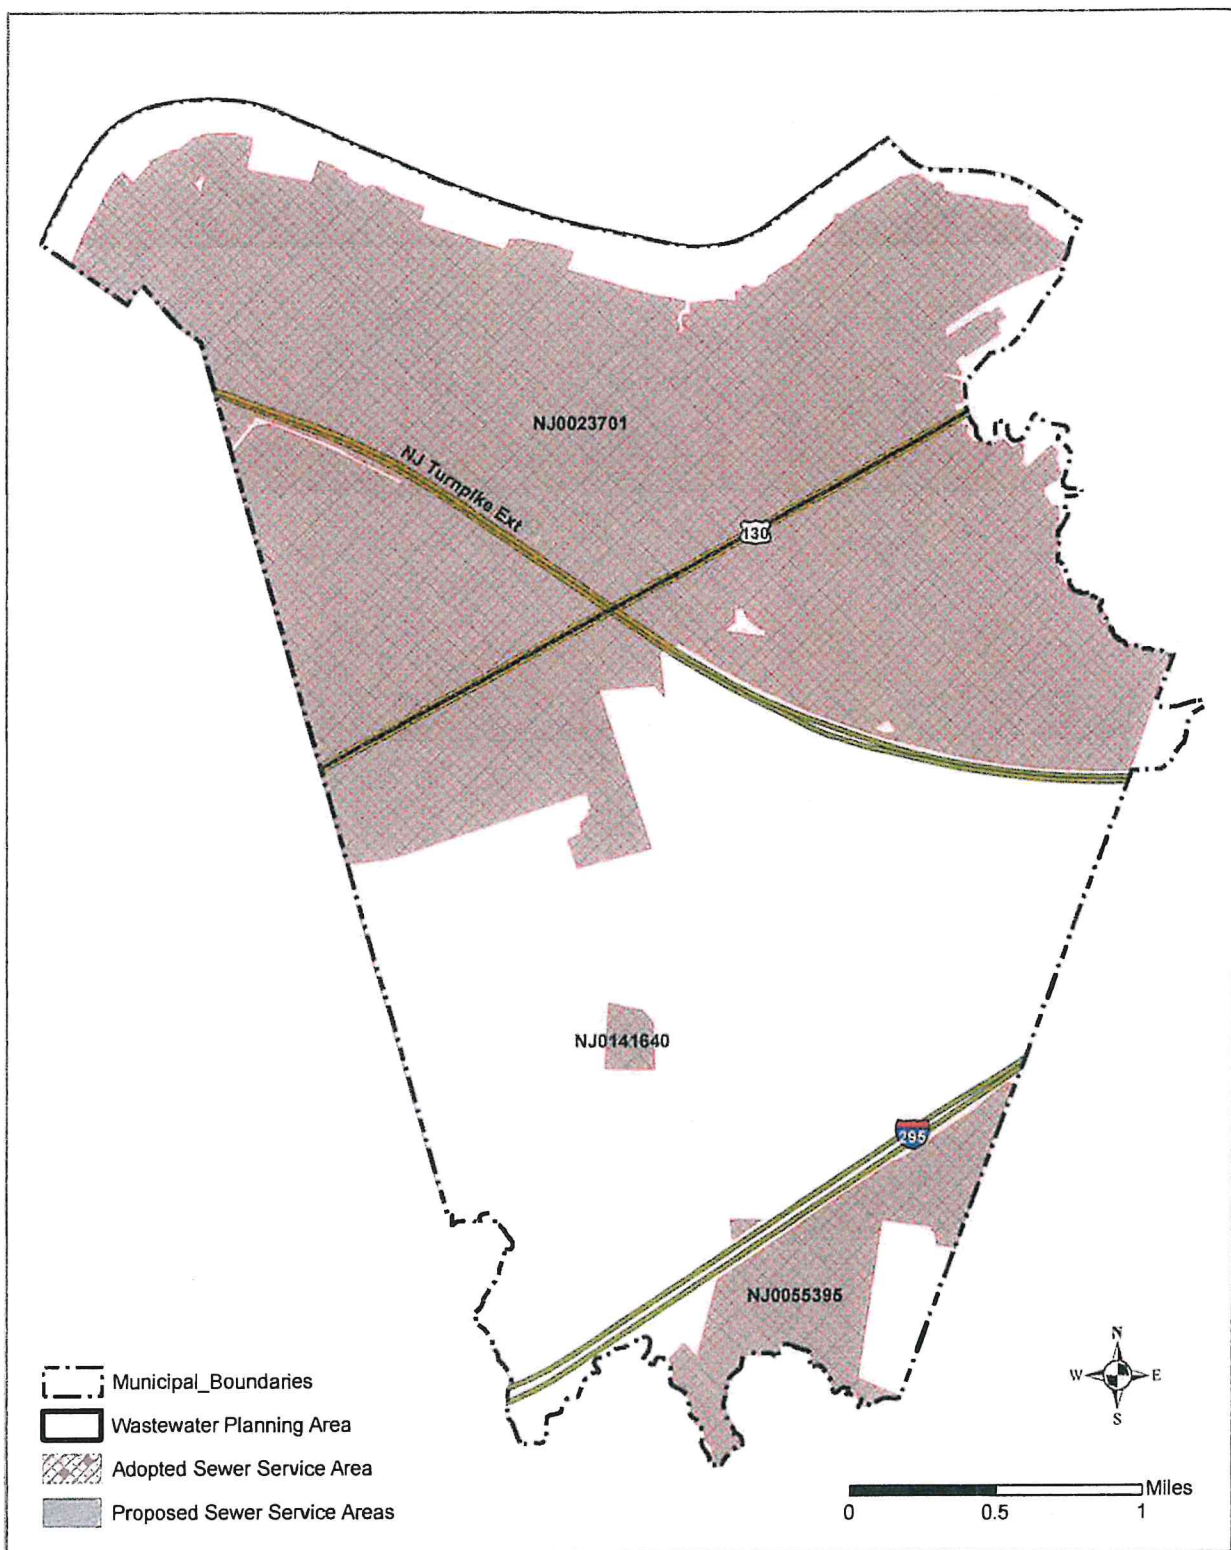 NJ0023701
NJ Turnpike Ext
130
NJ0141640
295
NJ0055395
N
W E
S
Municipal_Boundaries
Wastewater Planning Area
Adopted Sewer Service Area
Proposed Sewer Service Areas
Miles
0 0.5 1